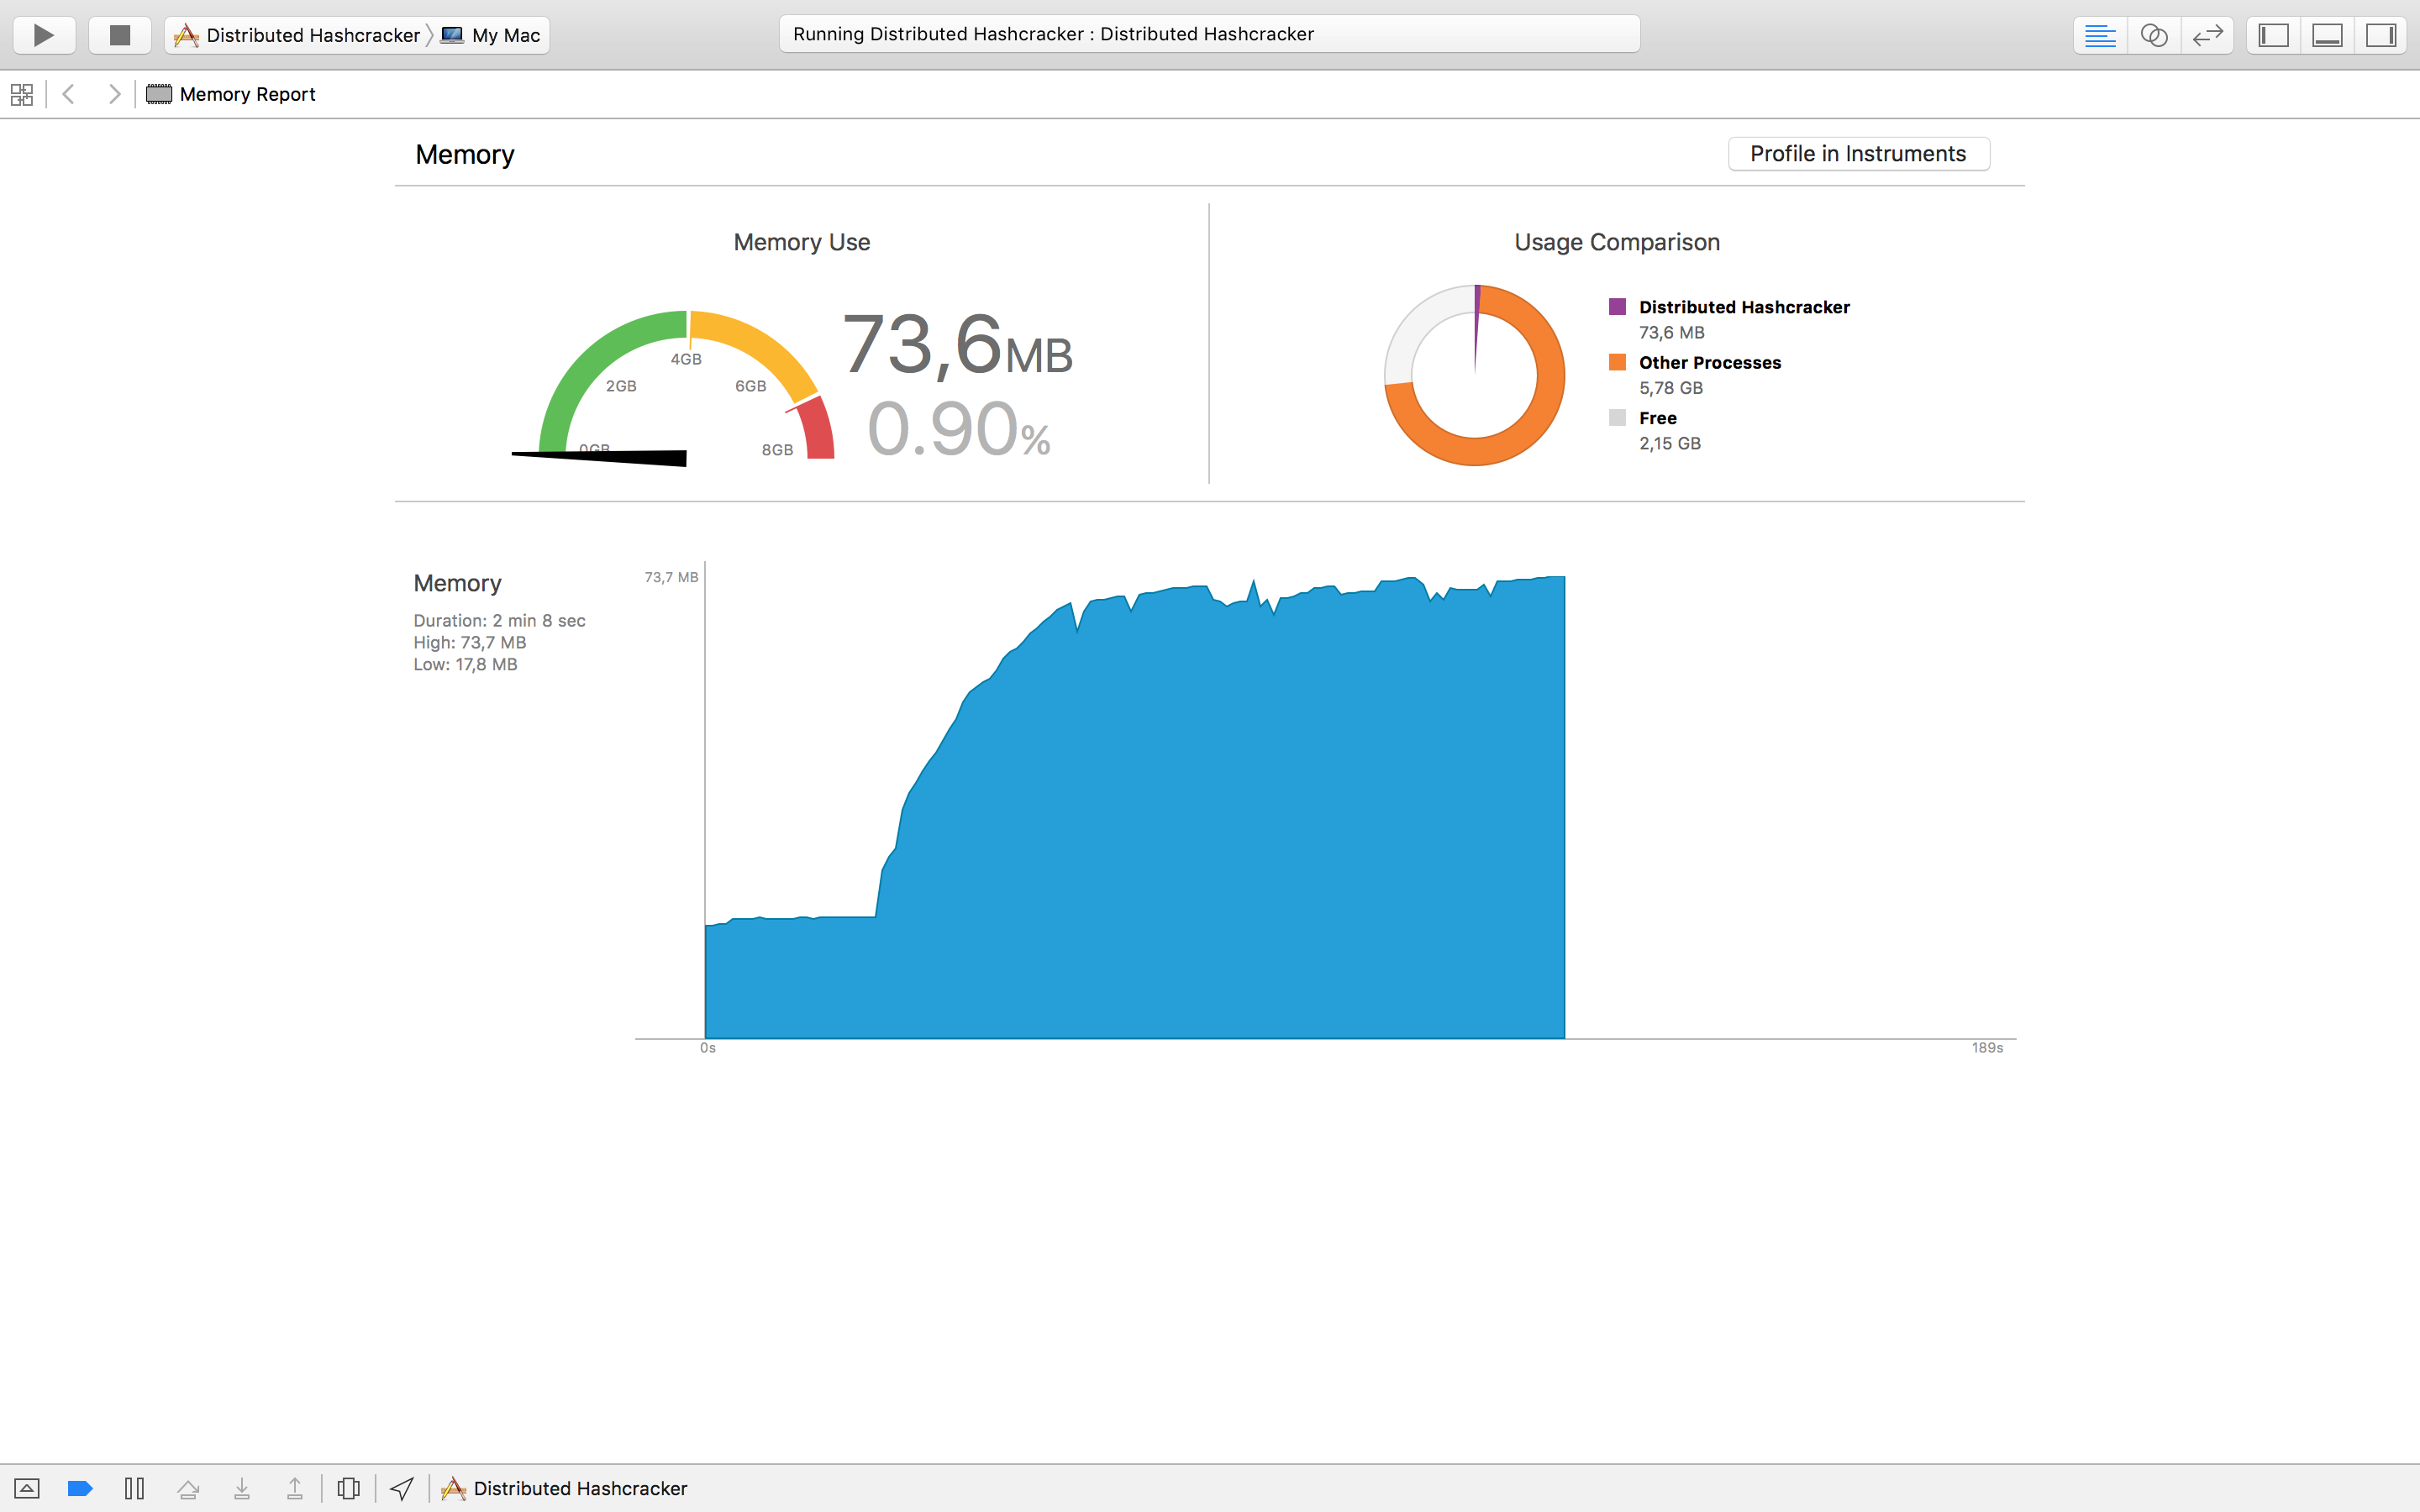 Distributed Hashcracker My Mac
Running Distributed Hashcracker : Distributed Hashcracker
Memory Report
Memory
Profile in Instruments
Memory Use
0GB
2GB
4GB
6GB
8GB
73,6MB
0.90%
Usage Comparison
Distributed Hashcracker
73,6 MB
Other Processes
5,78 GB
Free
2,15 GB
Memory
Duration: 2 min 8 sec
High: 73,7 MB
Low: 17,8 MB
73,7 MB
0s
189s
Distributed Hashcracker